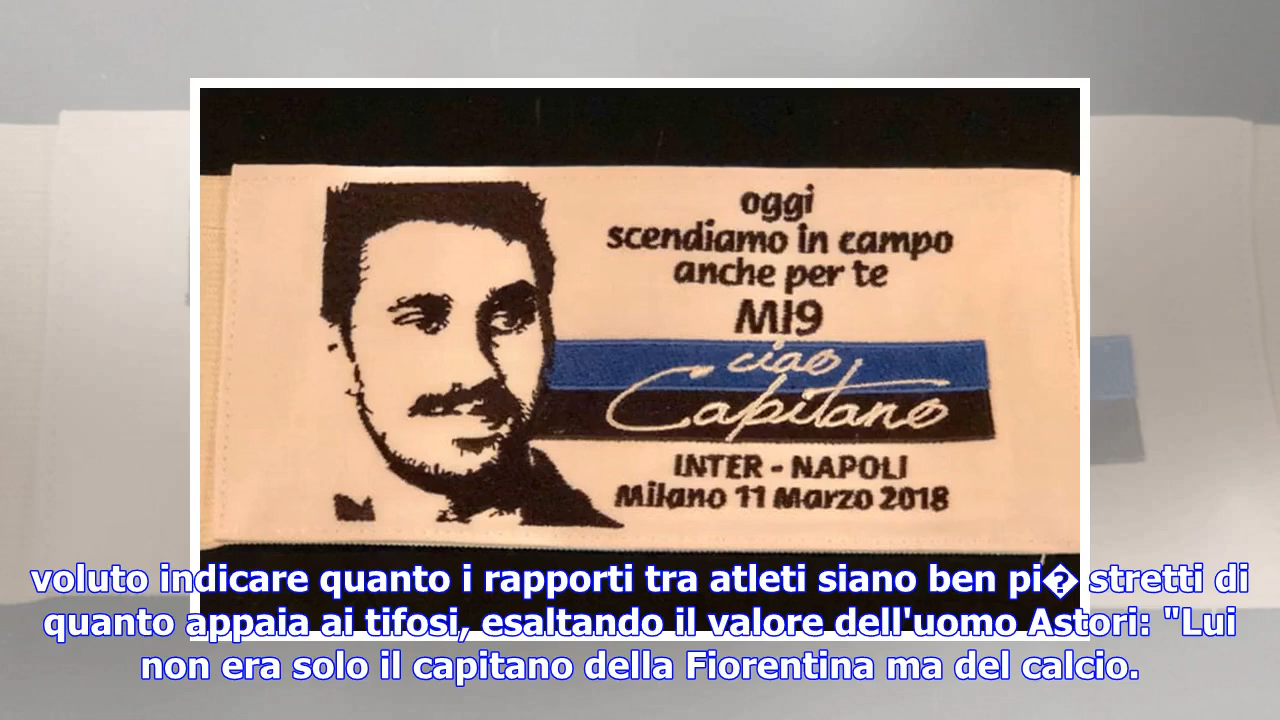 oggi
scendiamo in campo
anche per te
MI9
ciao
Capitano
INTER - NAPOLI
Milano 11 Marzo 2018
voluto indicare quanto i rapporti tra atleti siano ben pi� stretti di
quanto appaia ai tifosi, esaltando il valore dell'uomo Astori: "Lui
non era solo il capitano della Fiorentina ma del calcio.